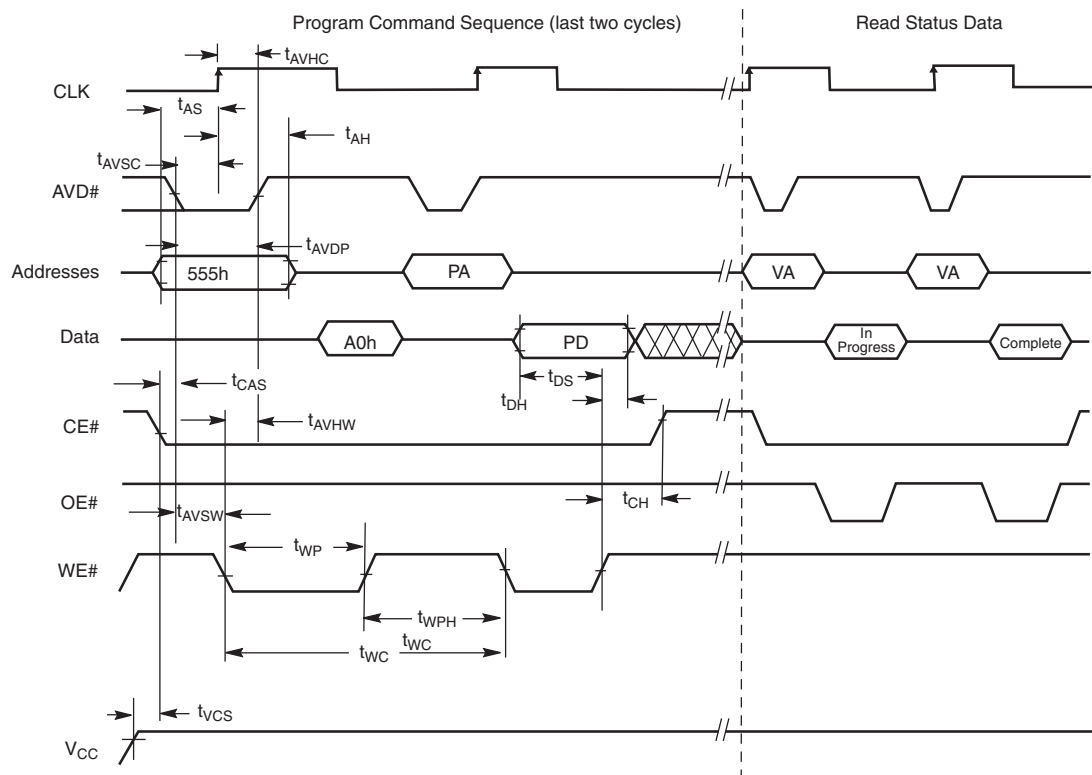 Program Command Sequence (last two cycles)
Read Status Data
tAVHC
CLK
tAS
tAH
tAVSC
AVD#
tAVDP
Addresses
555h
PA
VA
VA
Data
A0h
PD
In Progress
Complete
tCAS
tDS
tDH
CE#
tAVHW
OE#
tCH
tAVSW
WE#
tWP
tWPH
tWC
tWC
tVCS
VCC